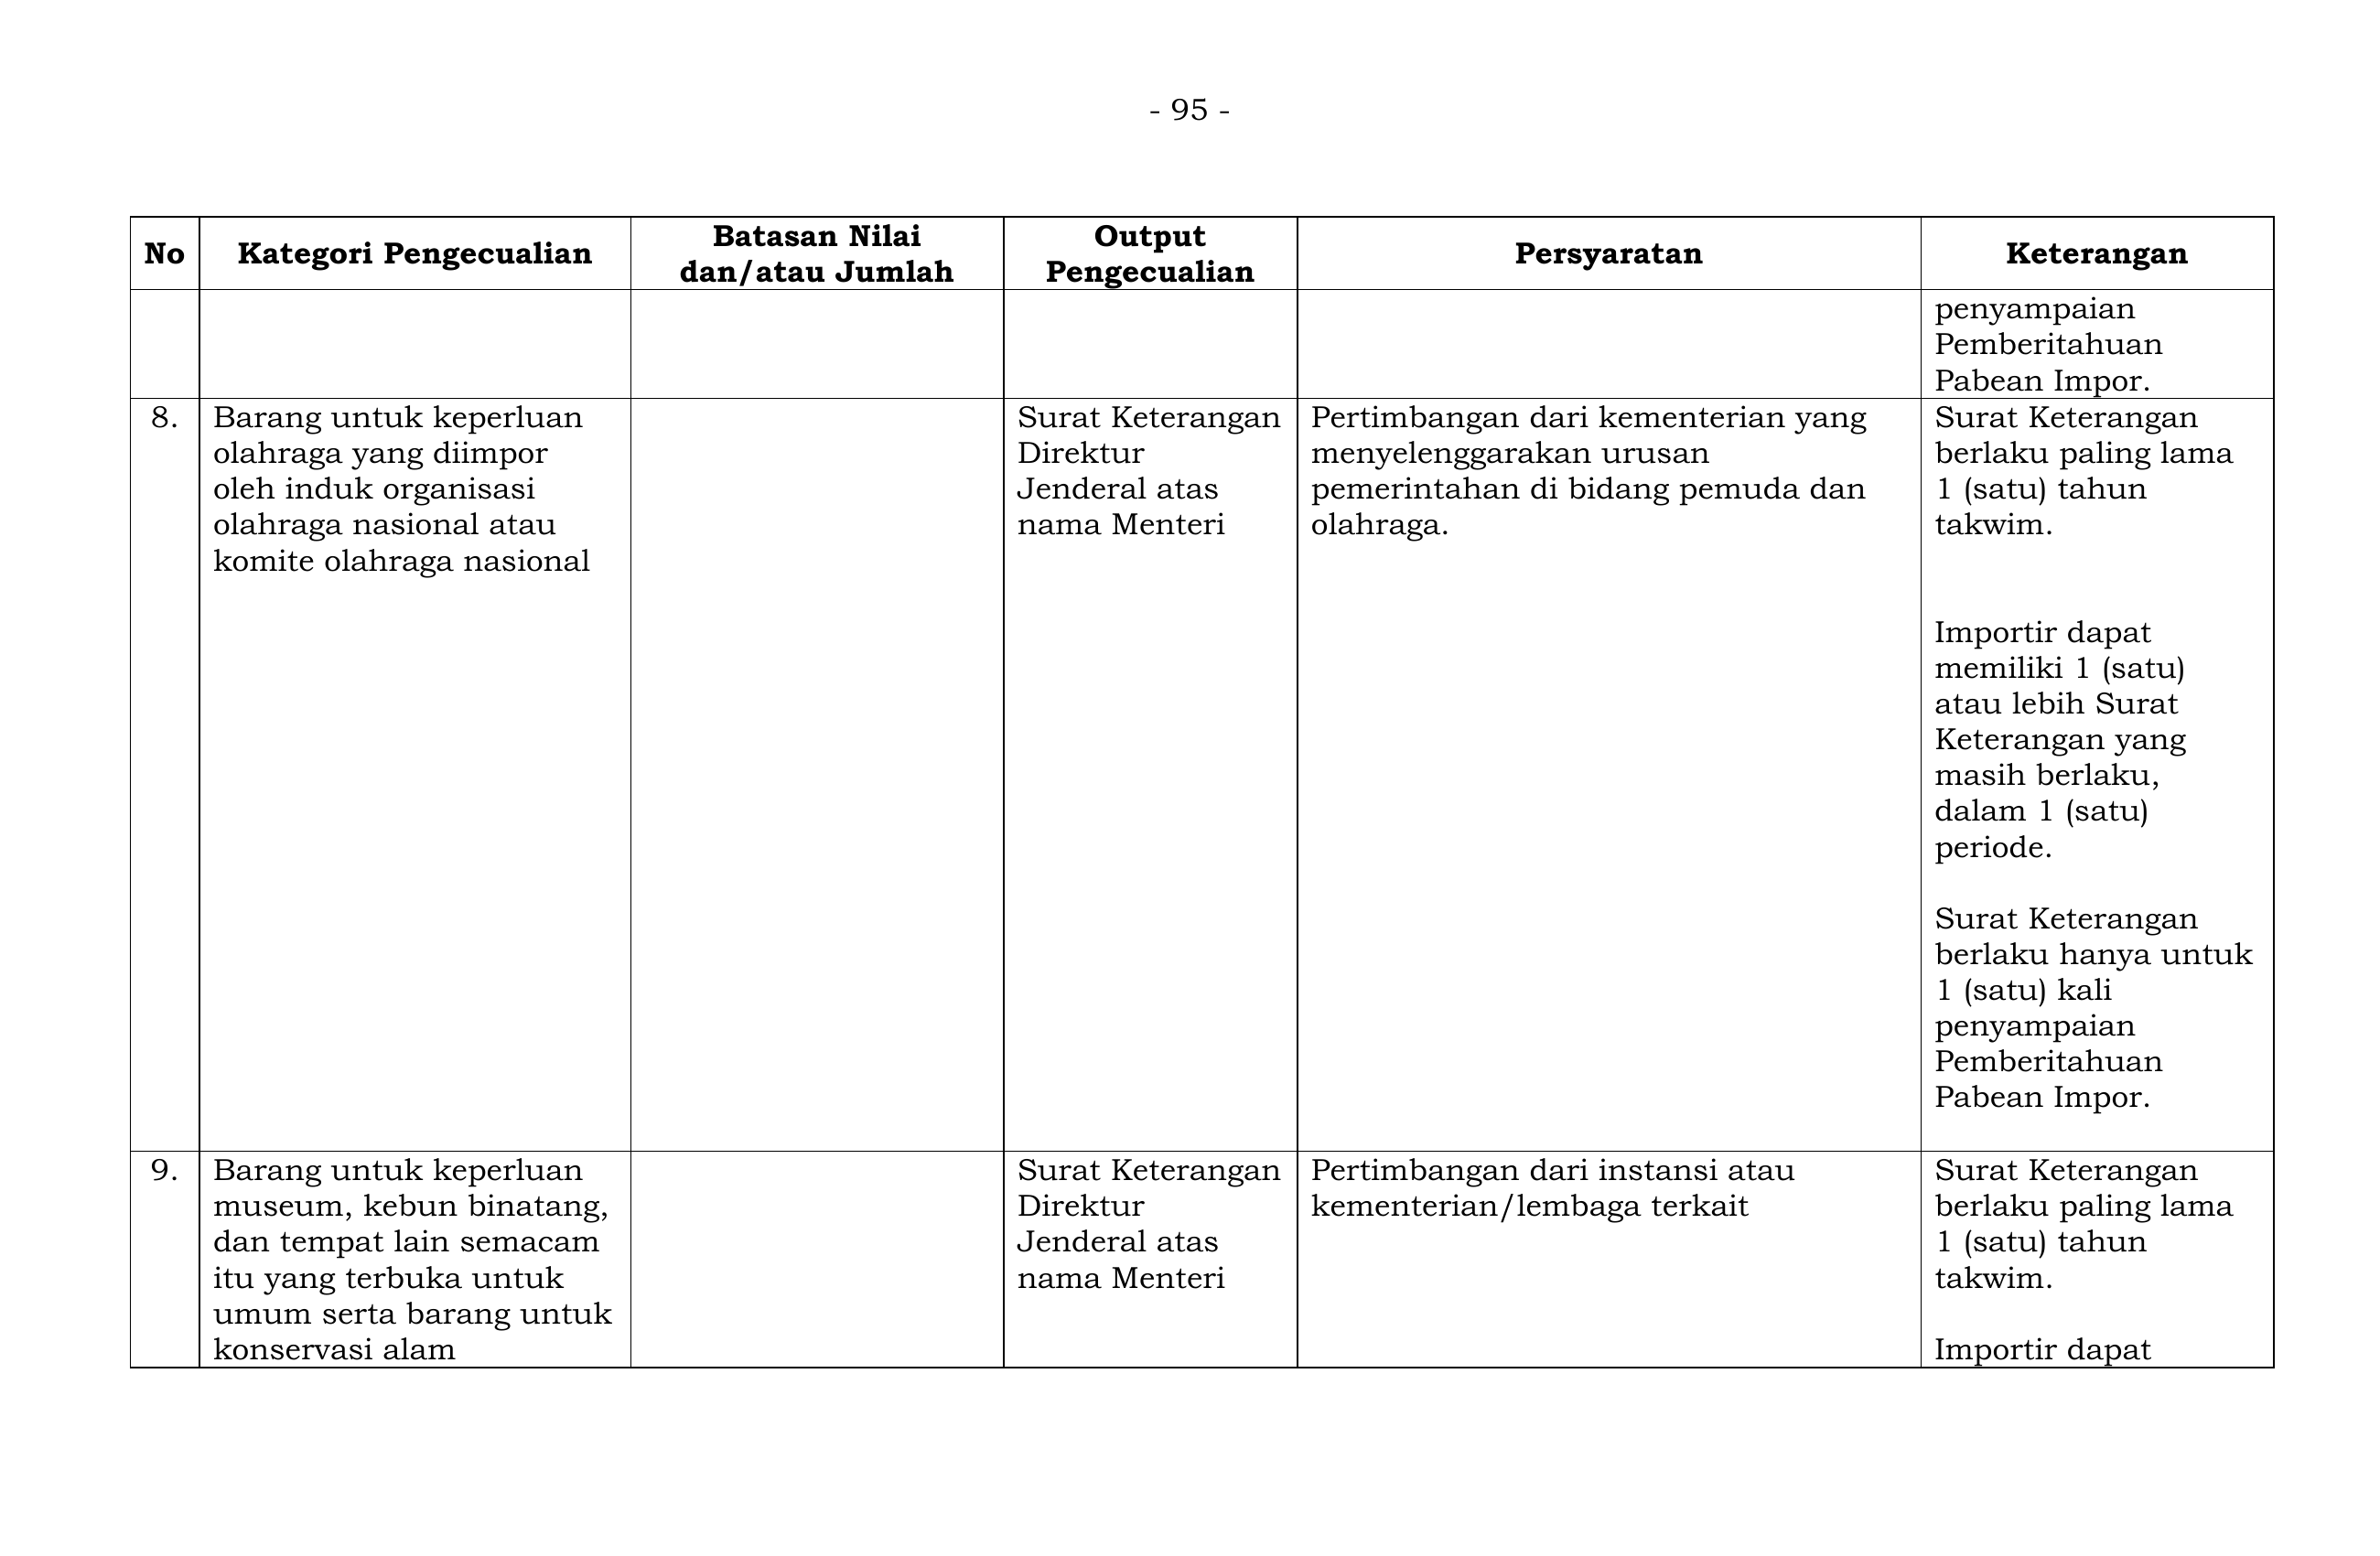 - 95 -
No
Kategori Pengecualian
Batasan Nilai
dan/atau Jumlah
Output
Pengecualian
Persyaratan
Keterangan
penyampaian
Pemberitahuan
Pabean Impor.
8.
Barang untuk keperluan
olahraga yang diimpor
oleh induk organisasi
olahraga nasional atau
komite olahraga nasional
Surat Keterangan
Direktur
Jenderal atas
nama Menteri
Pertimbangan dari kementerian yang
menyelenggarakan urusan
pemerintahan di bidang pemuda dan
olahraga.
Surat Keterangan
berlaku paling lama
1 (satu) tahun
takwim.
Importir dapat
memiliki 1 (satu)
atau lebih Surat
Keterangan yang
masih berlaku,
dalam 1 (satu)
periode.
Surat Keterangan
berlaku hanya untuk
1 (satu) kali
penyampaian
Pemberitahuan
Pabean Impor.
9.
Barang untuk keperluan
museum, kebun binatang,
dan tempat lain semacam
itu yang terbuka untuk
umum serta barang untuk
konservasi alam
Surat Keterangan
Direktur
Jenderal atas
nama Menteri
Pertimbangan dari instansi atau
kementerian/lembaga terkait
Surat Keterangan
berlaku paling lama
1 (satu) tahun
takwim.
Importir dapat